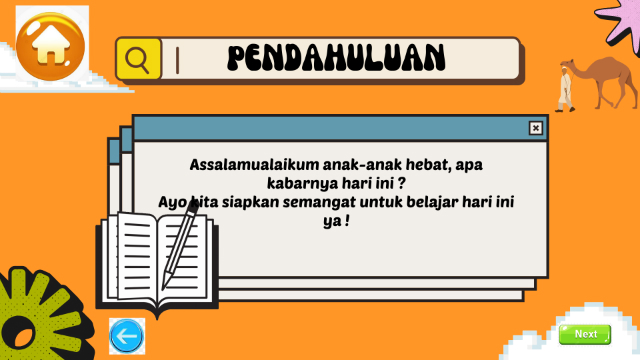 PENDAHULUAN
Assalamualaikum anak-anak hebat, apa
kabarnya hari ini ?
Ayo kita siapkan semangat untuk belajar hari ini
ya !
Next